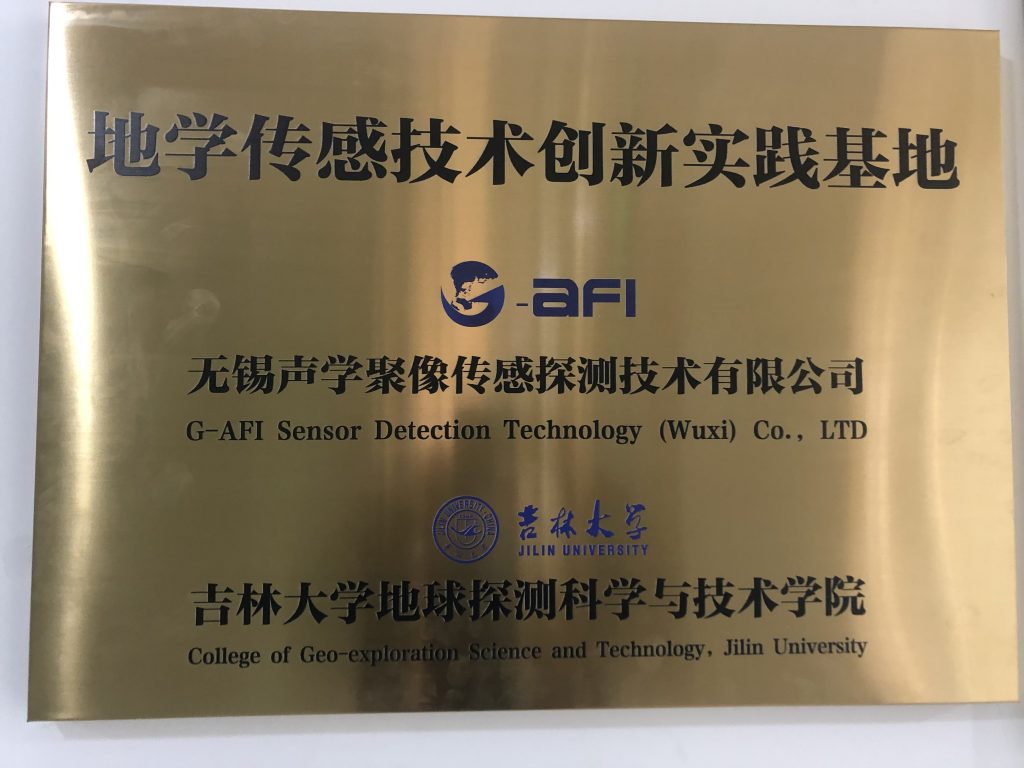 地学传感技术创新实践基地
G-aFI
无锡声学聚像传感探测技术有限公司
G-AFI Sensor Detection Technology (Wuxi) Co., LTD
吉林大学
JILIN UNIVERSITY
吉林大学地球探测科学与技术学院
College of Geo-exploration Science and Technology, Jilin University